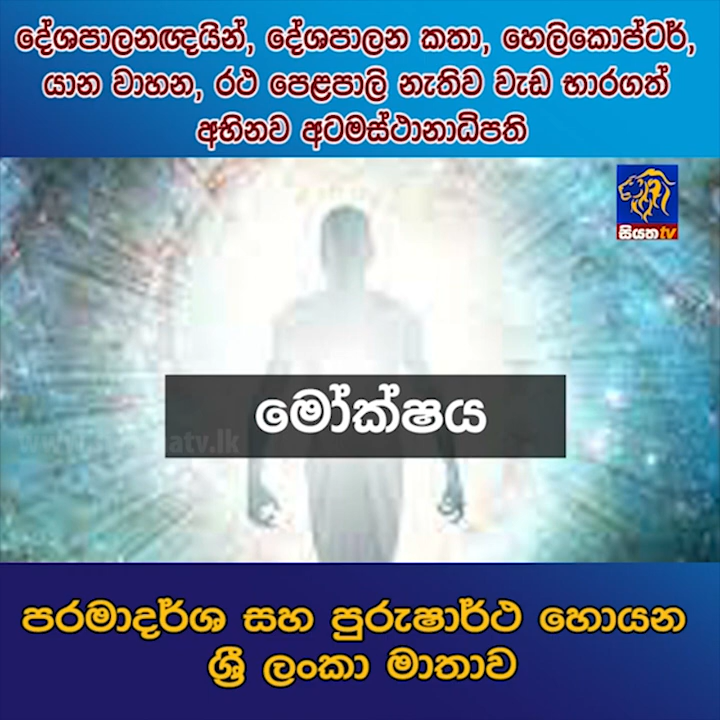 දේශපාලනඥයින්, දේශපාලන කතා, හෙලිකොප්ටර්,
යාන වාහන, රථ පෙළපාලි නැතිව වැඩ භාරගත්
අභිනව අටමස්ථානාධිපති
සියත tv
මෝක්ෂය
පරමාදර්ශ සහ පුරුෂාර්ථ හොයන
ශ්‍රී ලංකා මාතාව